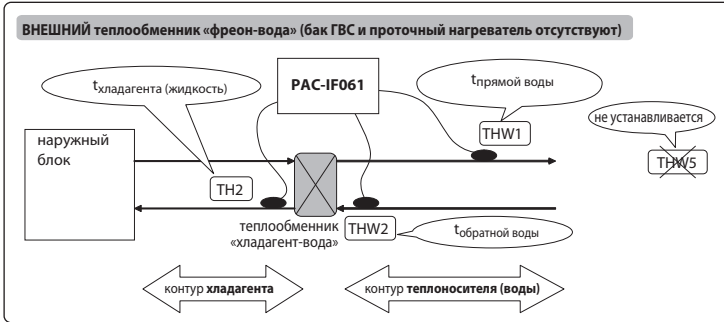 ВНЕШНИЙ теплообменник «фреон-вода» (бак ГВС и проточный нагреватель отсутствуют)
tхладагента (жидкость)
PAC-IF061
tпрямой воды
не устанавливается
наружный
блок
THW1
THW5
TH2
теплообменник
«хладагент-вода»
THW2
tобратной воды
контур хладагента
контур теплоносителя (воды)